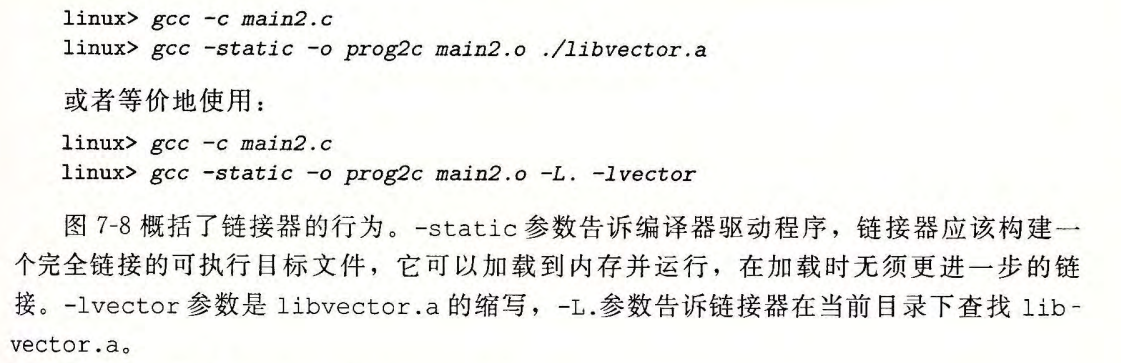 linux> gcc -c main2.c
linux> gcc -static -o prog2c main2.o ./libvector.a
或者等价地使用：
linux> gcc -c main2.c
linux> gcc -static -o prog2c main2.o -L. -lvector
图 7-8 概括了链接器的行为。-static 参数告诉编译器驱动程序，链接器应该构建一
个完全链接的可执行目标文件，它可以加载到内存并运行，在加载时无须更进一步的链
接。-lvector 参数是 libvector.a 的缩写，-L.参数告诉链接器在当前目录下查找 lib-
vector.a。